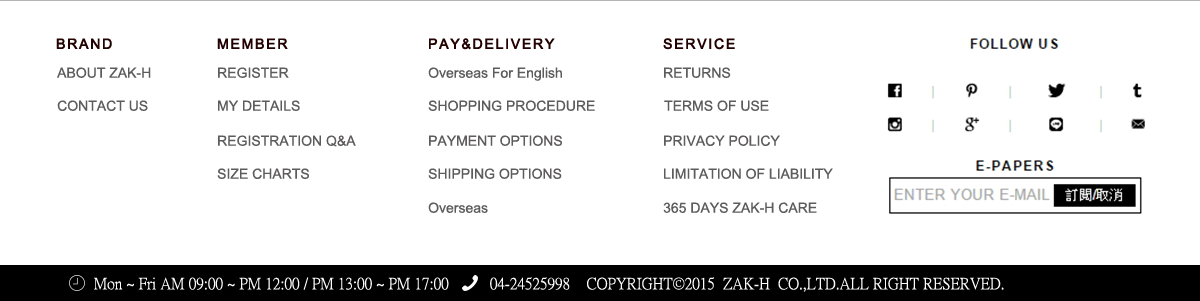 BRAND
ABOUT ZAK-H
CONTACT US
MEMBER
REGISTER
MY DETAILS
REGISTRATION Q&A
SIZE CHARTS
PAY&DELIVERY
Overseas For English
SHOPPING PROCEDURE
PAYMENT OPTIONS
SHIPPING OPTIONS
Overseas
SERVICE
RETURNS
TERMS OF USE
PRIVACY POLICY
LIMITATION OF LIABILITY
365 DAYS ZAK-H CARE
FOLLOW US
E-PAPERS
ENTER YOUR E-MAIL 訂閱/取消
Mon ~ Fri AM 09:00 ~ PM 12:00 / PM 13:00 ~ PM 17:00 04-24525998 COPYRIGHT©2015 ZAK-H CO.,LTD.ALL RIGHT RESERVED.